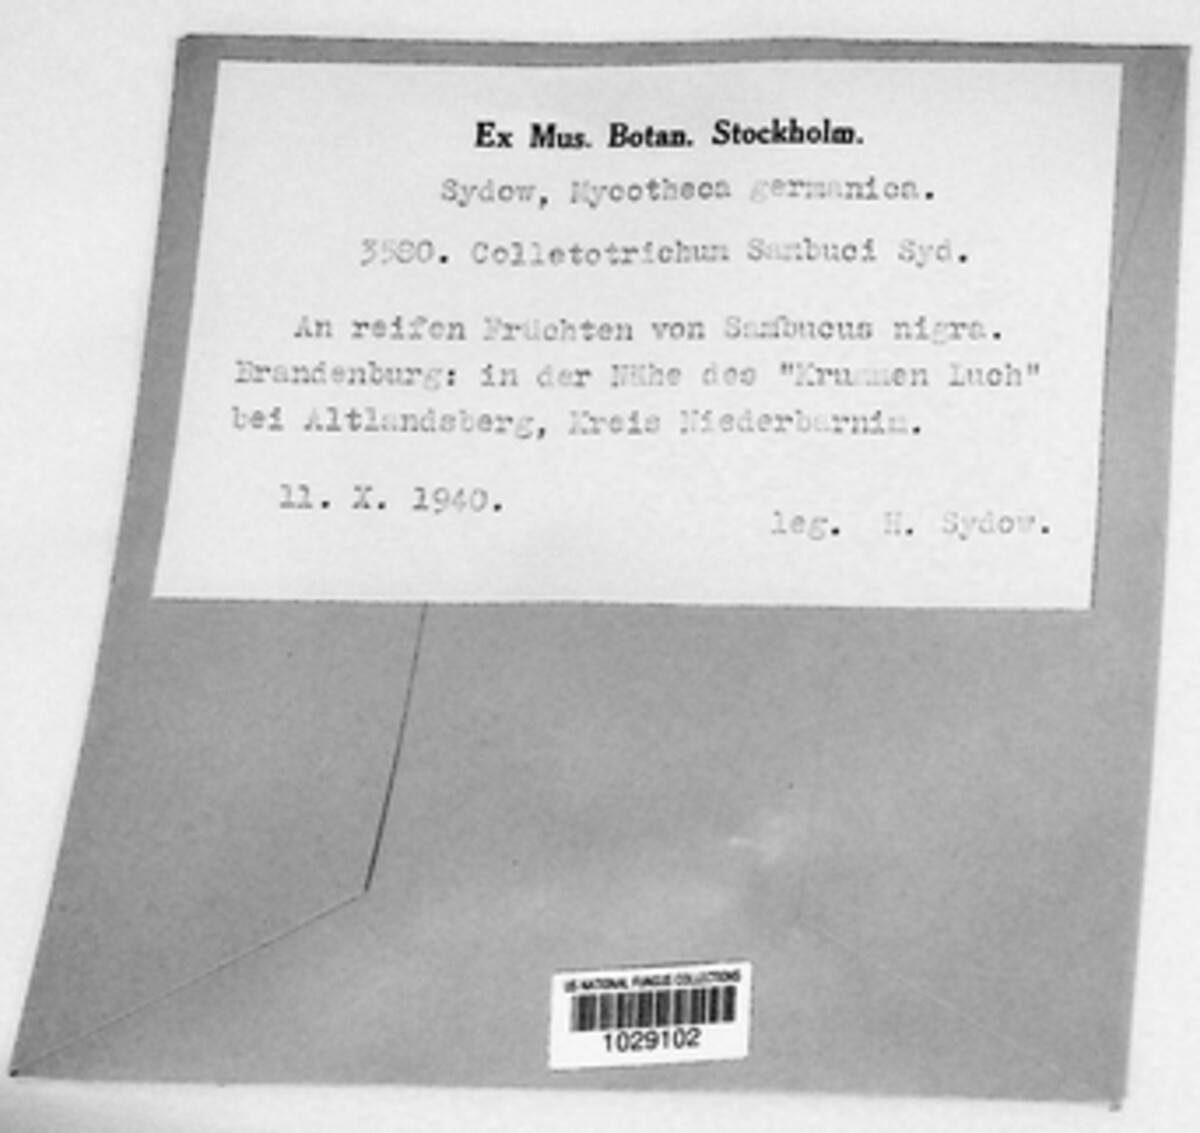 Ex Mus. Botan. Stockholm.
Sydow, Mycotheca germanica.
3580. Colletotrichum Sambuci Syd.
An reifen Früchten von Sambucus nigra.
Brandenburg: in der Nähe des "Krummen Luch"
bei Altlandsberg, Kreis Niederbarnim.
11. X. 1940.
leg. H. Sydow.
US NATIONAL FUNGUS COLLECTIONS
1029102